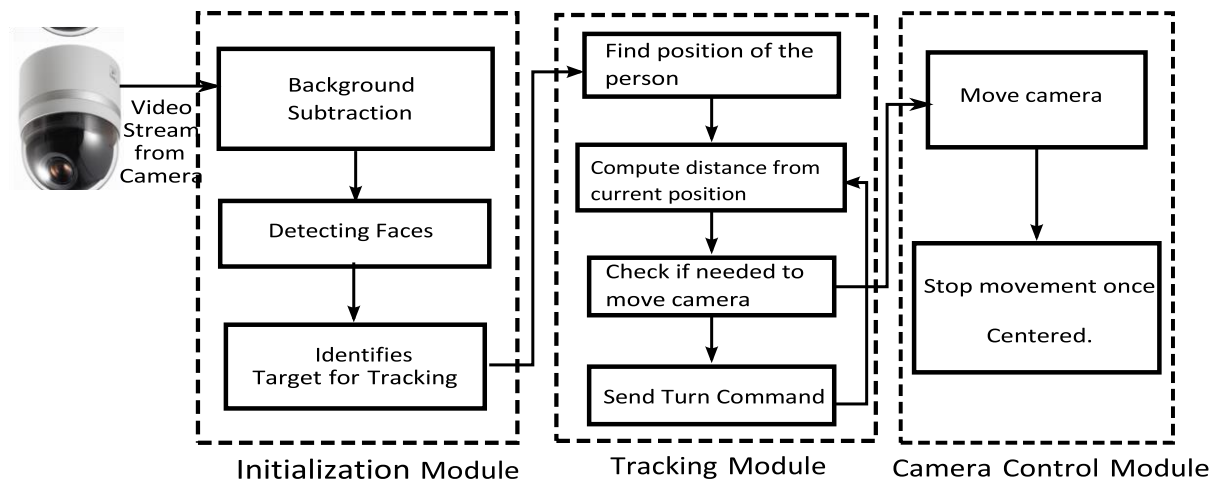 Video
Stream
from
Camera
Background
Subtraction
Detecting Faces
Identifies
Target for Tracking
Initialization Module
Find position of the
person
Compute distance from
current position
Check if needed to
move camera
Send Turn Command
Tracking Module
Move camera
Stop movement once
Centered.
Camera Control Module